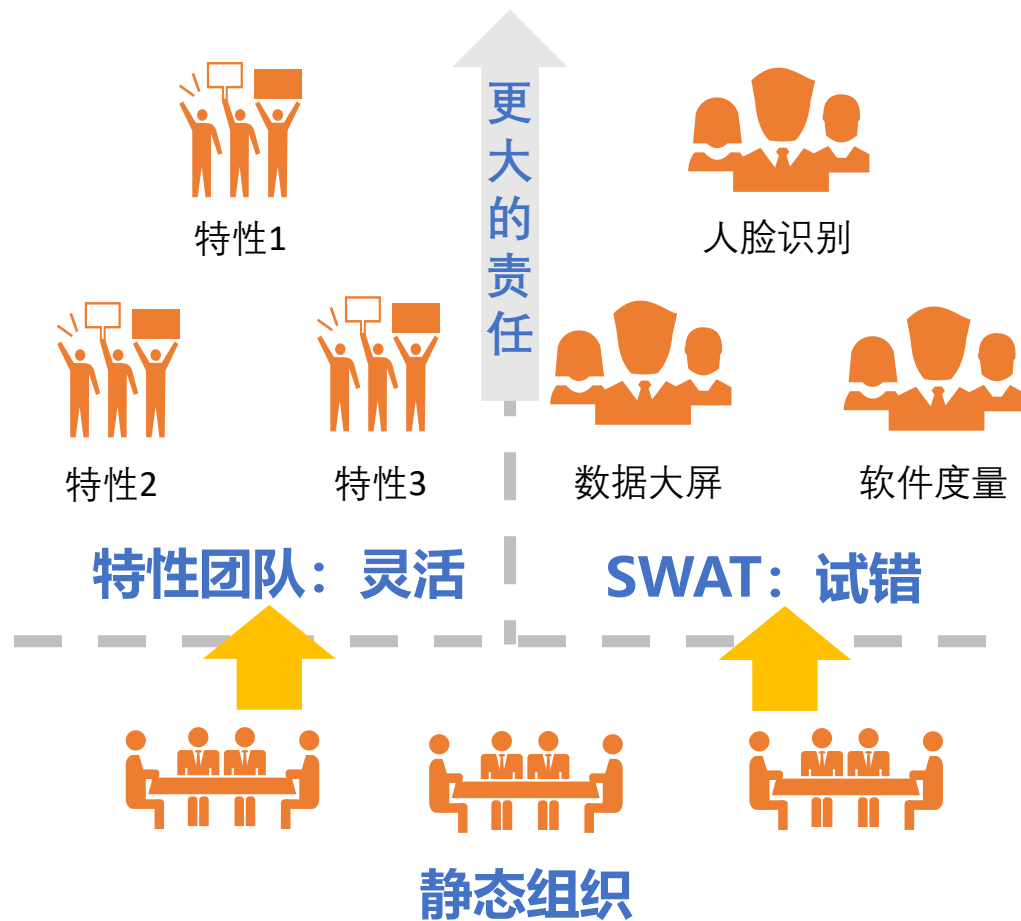 更大的责任
特性1
人脸识别
特性2
特性3
数据大屏
软件度量
特性团队：灵活
SWAT：试错
静态组织